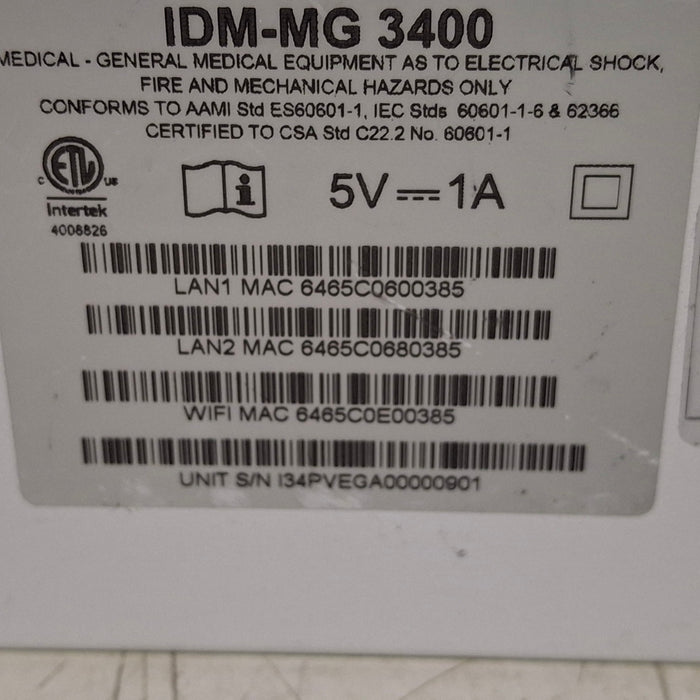 IDM-MG 3400
MEDICAL - GENERAL MEDICAL EQUIPMENT AS TO ELECTRICAL SHOCK,
FIRE AND MECHANICAL HAZARDS ONLY
CONFORMS TO AAMI Std ES60601-1, IEC Stds 60601-1-6 & 62366
CERTIFIED TO CSA Std C22.2 No. 60601-1
C ETL US
Intertek
4008826
i
5V⎓1A
LAN1 MAC 6465C0600385
LAN2 MAC 6465C0680385
WIFI MAC 6465C0E00385
UNIT S/N I34PVEGA00000901